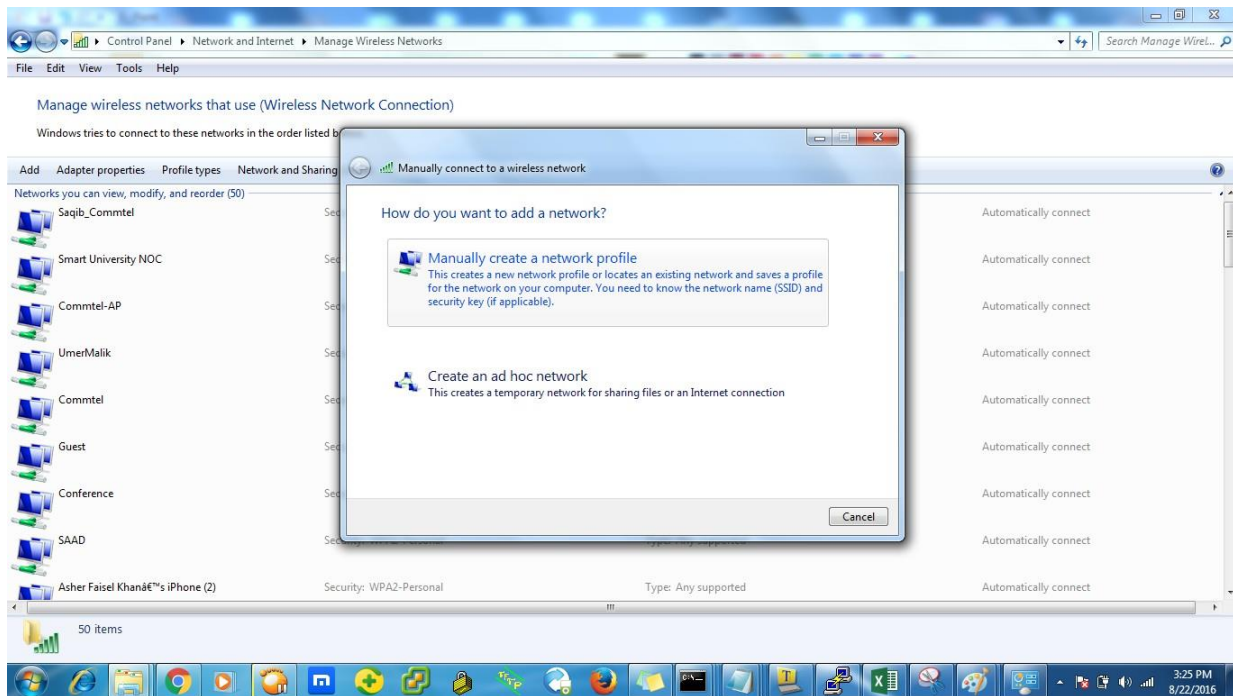 Control Panel ▸ Network and Internet ▸ Manage Wireless Networks
Search Manage Wirel...
File Edit View Tools Help
Manage wireless networks that use (Wireless Network Connection)
Windows tries to connect to these networks in the order listed
Manually connect to a wireless network
Add Adapter properties Profile types Network and Sharing
Networks you can view, modify, and reorder (50)
Saqib_Commtel
Automatically connect
How do you want to add a network?
Smart University NOC
Automatically connect
Manually create a network profile
This creates a new network profile or locates an existing network and saves a profile
for the network on your computer. You need to know the network name (SSID) and
security key (if applicable).
Commtel-AP
Automatically connect
UmerMalik
Automatically connect
Create an ad hoc network
This creates a temporary network for sharing files or an Internet connection
Commtel
Automatically connect
Guest
Automatically connect
Conference
Automatically connect
Cancel
SAAD
Automatically connect
Asher Faisel Khanâ€™s iPhone (2) Security: WPA2-Personal Type: Any supported Automatically connect
50 items
3:25 PM
8/22/2016